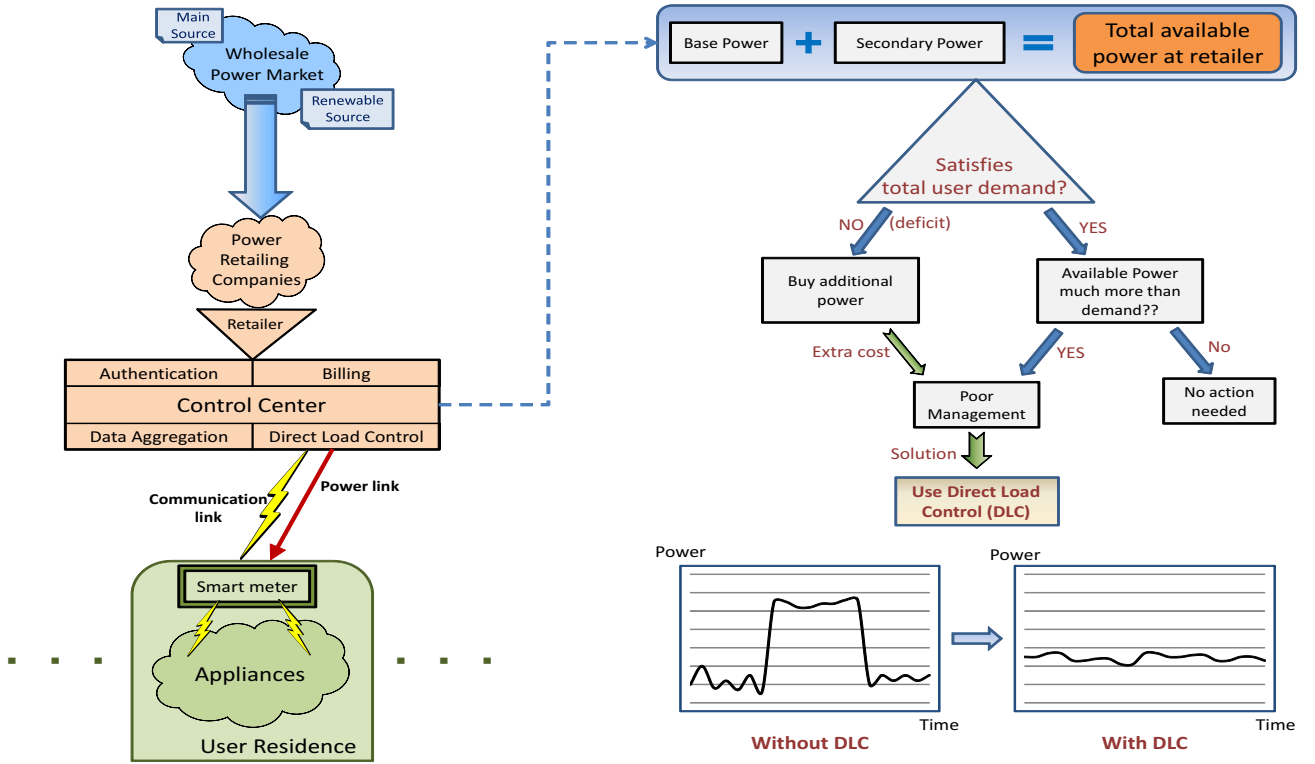 Main
Source
Wholesale
Power Market
Renewable
Source
Power
Retailing
Companies
Retailer
Authentication
Billing
Control Center
Data Aggregation
Direct Load Control
Communication
link
Power link
Smart meter
Appliances
User Residence
Base Power
+
Secondary Power
=
Total available
power at retailer
Satisfies
total user demand?
NO
(deficit)
YES
Buy additional
power
Available Power
much more than
demand??
Extra cost
YES
No
Poor
Management
No action
needed
Solution
Use Direct Load
Control (DLC)
Power
Time
Without DLC
Power
Time
With DLC